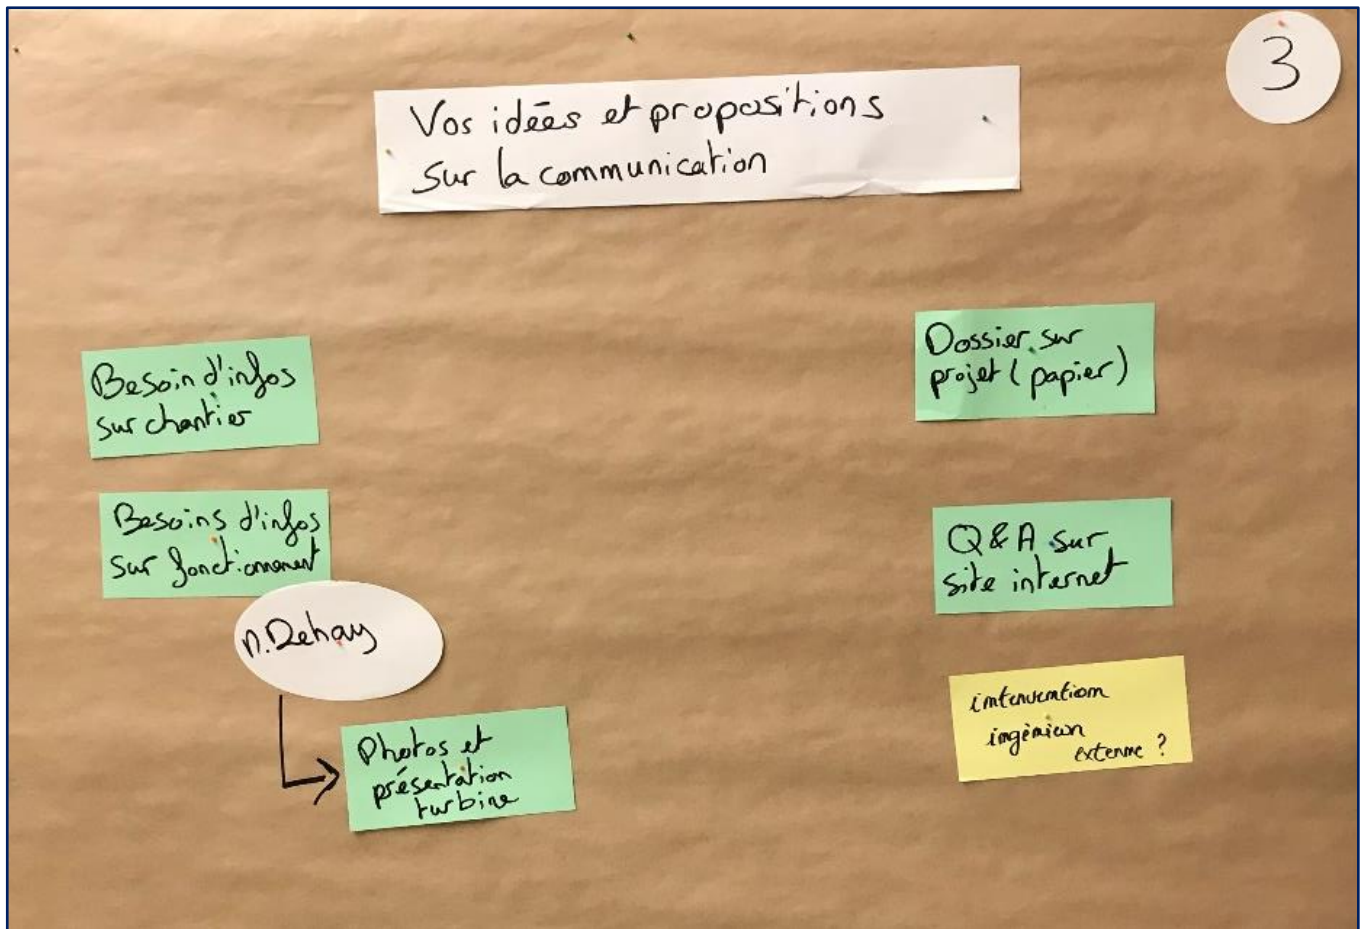 3
Vos idées et propositions
sur la communication
Besoin d'infos
sur chantier
Besoins d'infos
sur fonctionnement
n.Dehay
Photos et
présentation
turbine
Dossier sur
projet (papier)
Q&A sur
site internet
intervention
ingénieur
externe ?